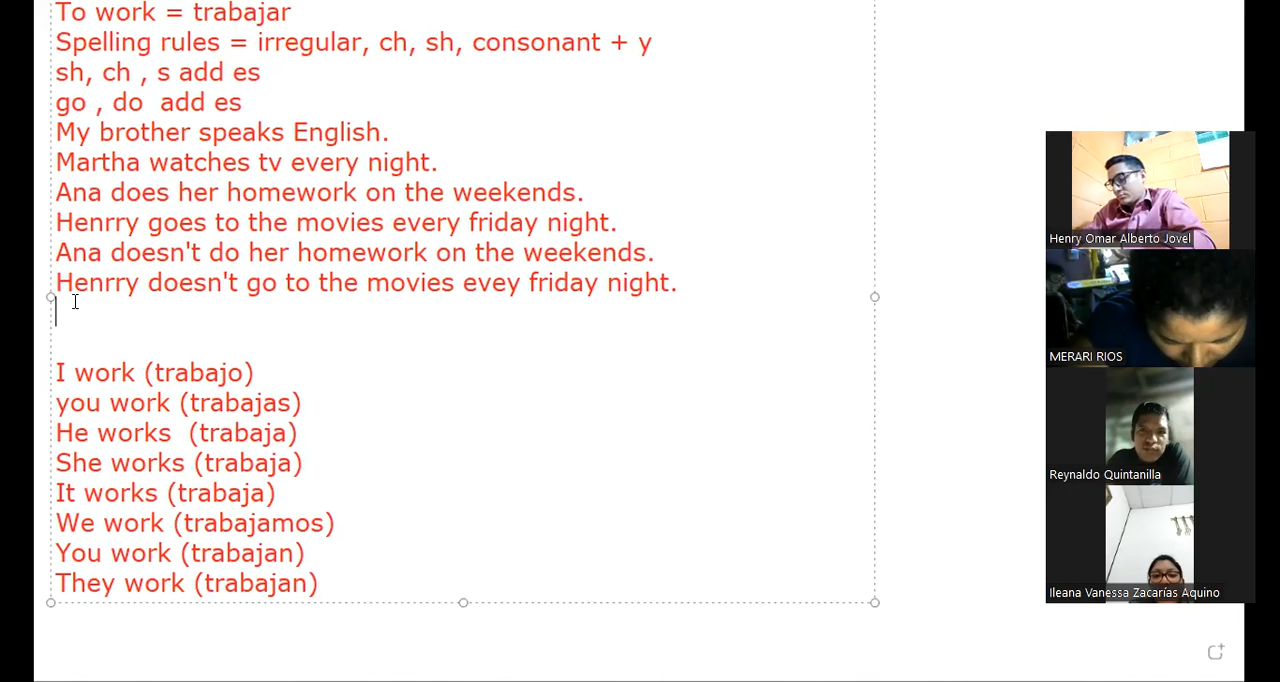 To work = trabajar
Spelling rules = irregular, ch, sh, consonant + y
sh, ch , s add es
go , do  add es
My brother speaks English.
Martha watches tv every night.
Ana does her homework on the weekends.
Henrry goes to the movies every friday night.
Ana doesn't do her homework on the weekends.
Henrry doesn't go to the movies evey friday night.
I work (trabajo)
you work (trabajas)
He works  (trabaja)
She works (trabaja)
It works (trabaja)
We work (trabajamos)
You work (trabajan)
They work (trabajan)
Henry Omar Alberto Jovel
MERARI RIOS
Reynaldo Quintanilla
Ileana Vanessa Zacarías Aquino